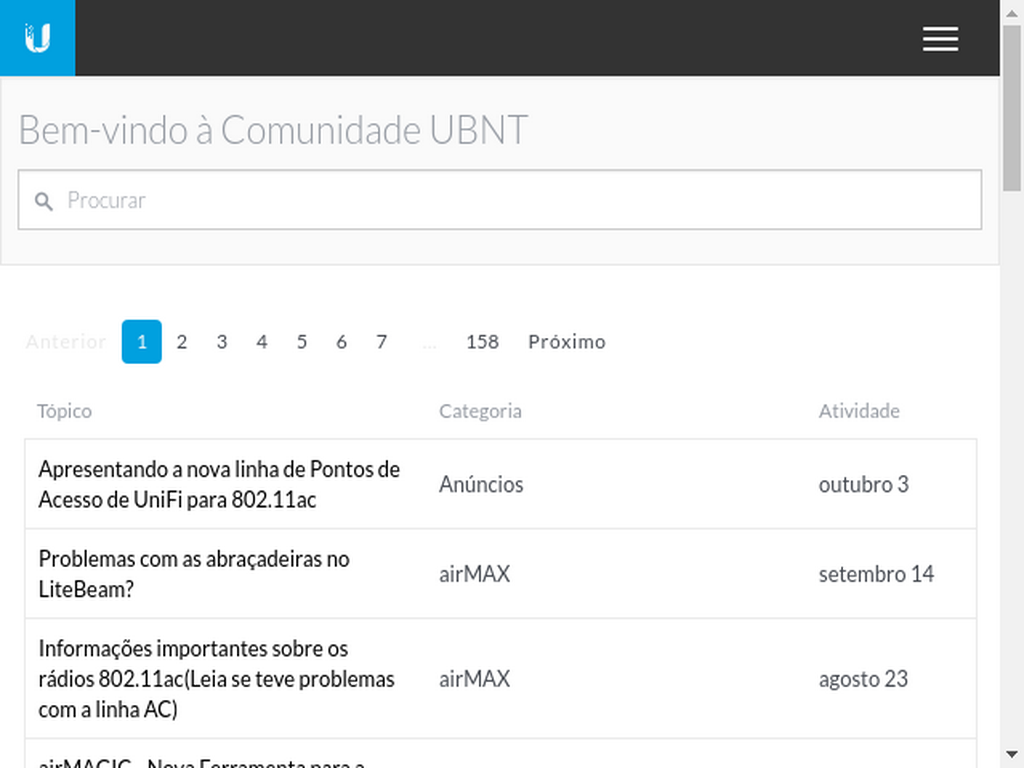 Bem-vindo à Comunidade UBNT
Procurar
Anterior 1 2 3 4 5 6 7 ... 158 Próximo
Tópico Categoria Atividade
Apresentando a nova linha de Pontos de
Acesso de UniFi para 802.11ac
Anúncios
outubro 3
Problemas com as abraçadeiras no
LiteBeam?
airMAX
setembro 14
Informações importantes sobre os
rádios 802.11ac(Leia se teve problemas
com a linha AC)
airMAX
agosto 23
airMAGIC - Nova Ferramenta para a